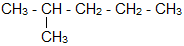 CH₃ - CH - CH₂ - CH₂ - CH₃
CH₃